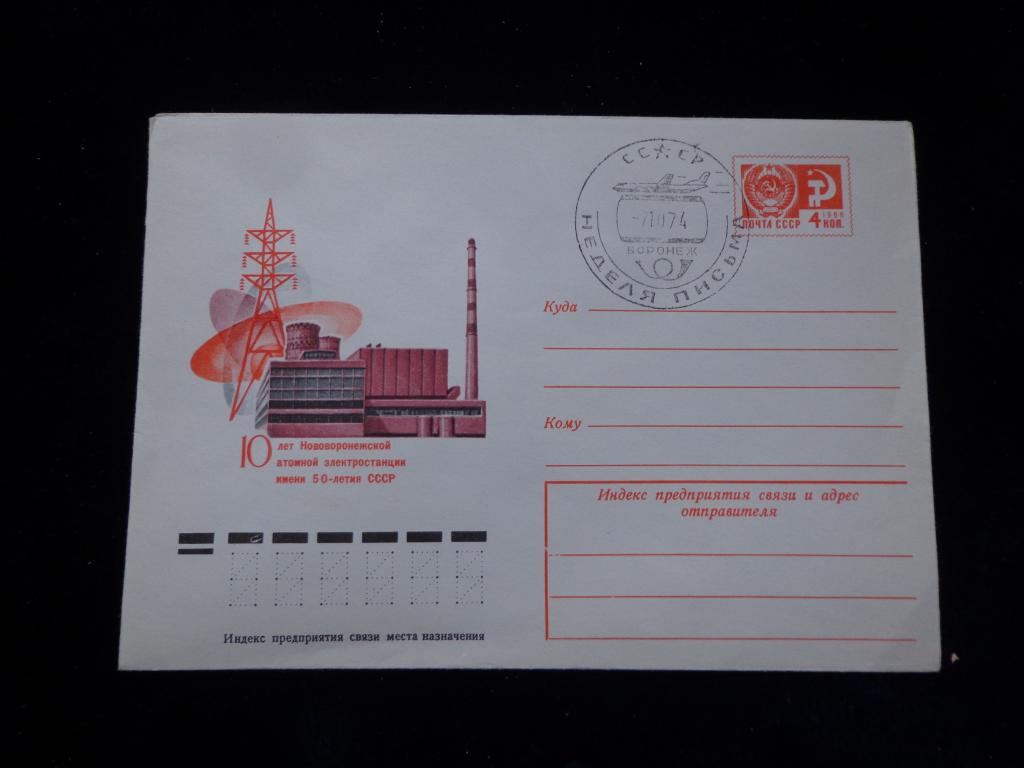 СССР
-7.10.74
ВОРОНЕЖ
НЕДЕЛЯ ПИСЬМА
1966
ПОЧТА СССР 4 КОП.
Куда
Кому
10 лет Нововоронежской
атомной электростанции
имени 50-летия СССР
Индекс предприятия связи и адрес
отправителя
Индекс предприятия связи места назначения